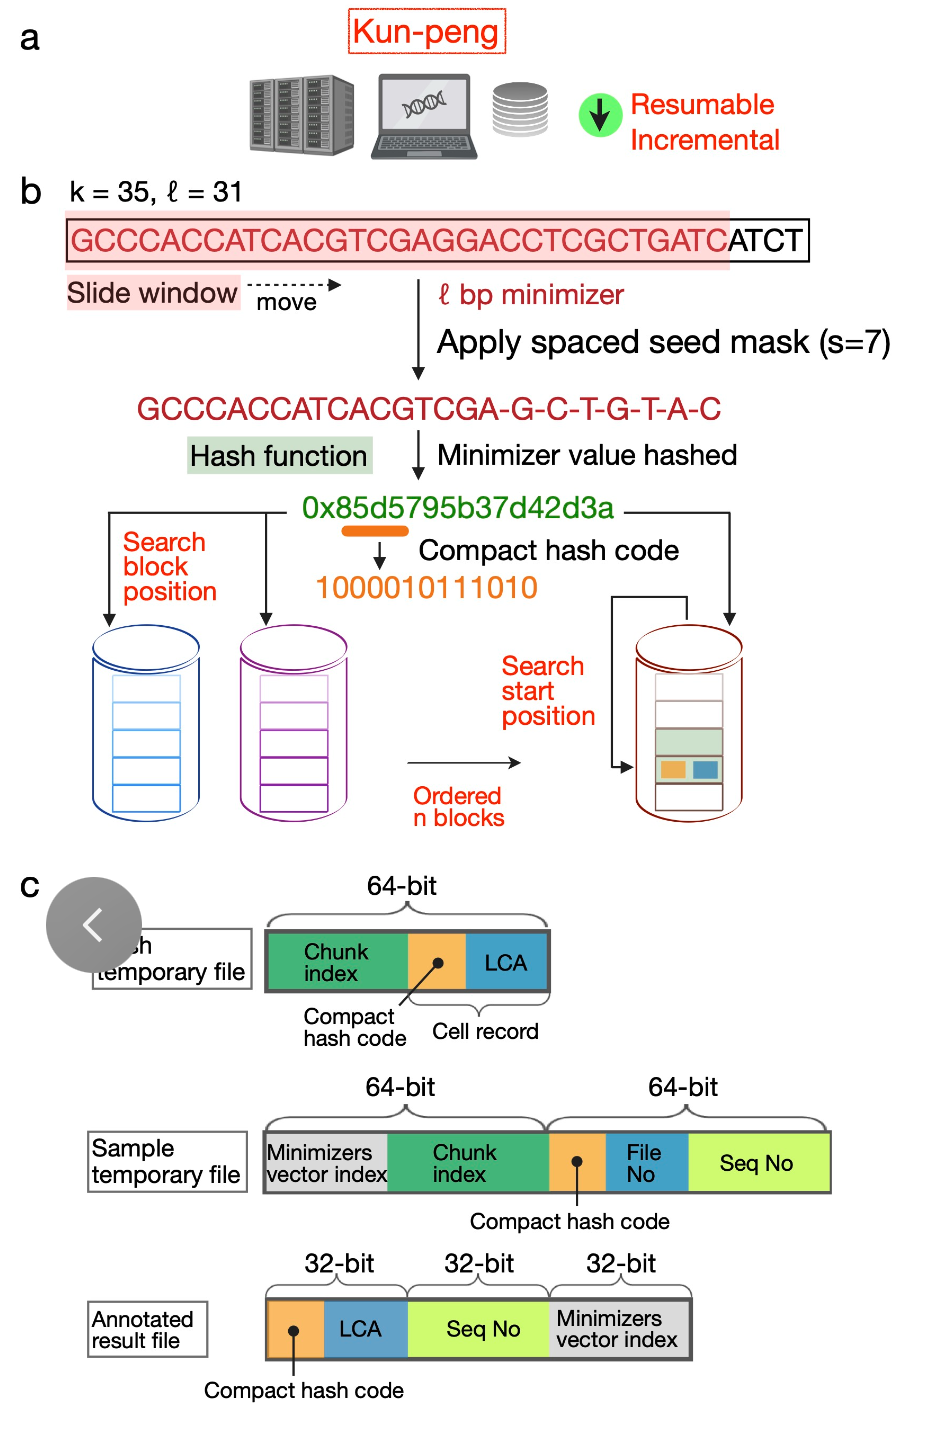 a
Kun-peng
Resumable
Incremental
b
k = 35, ℓ = 31
GCCCACCATCACGTCGAGGACCTCGCTGATCATCT
Slide window
move
ℓ bp minimizer
Apply spaced seed mask (s=7)
GCCCACCATCACGTCGA-G-C-T-G-T-A-C
Hash function
Minimizer value hashed
0x85d5795b37d42d3a
Search
block
position
Compact hash code
1000010111010
Search
start
position
Ordered
n blocks
c
64-bit
temporary file
Chunk
index
LCA
Compact
hash code
Cell record
64-bit
64-bit
Sample
temporary file
Minimizers
vector index
Chunk
index
File
No
Seq No
Compact hash code
32-bit
32-bit
32-bit
Annotated
result file
LCA
Seq No
Minimizers
vector index
Compact hash code